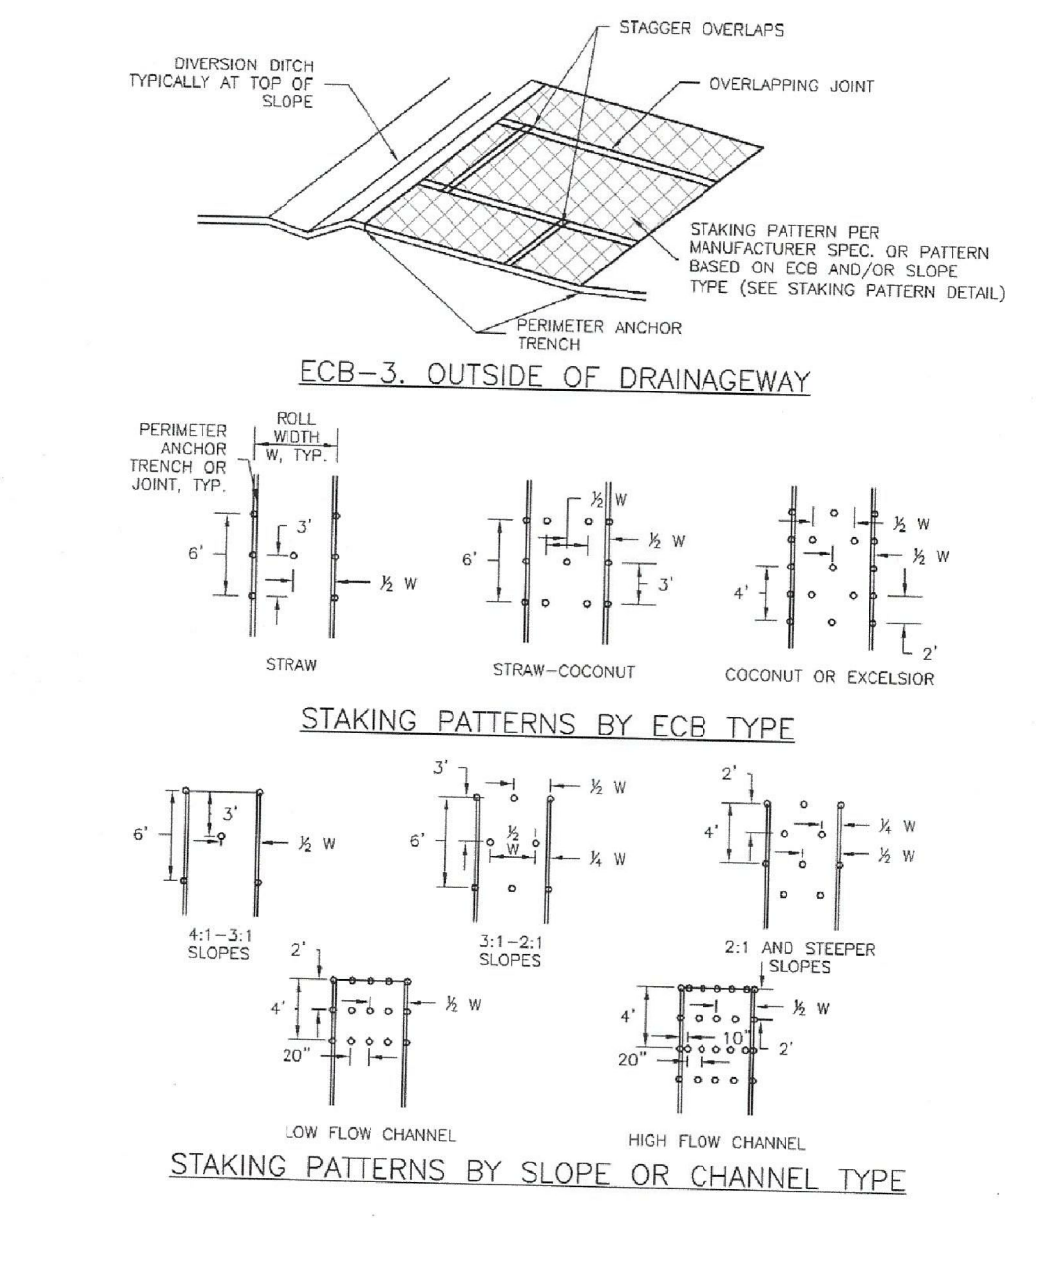 STAGGER OVERLAPS
DIVERSION DITCH
TYPICALLY AT TOP OF
SLOPE
OVERLAPPING JOINT
STAKING PATTERN PER
MANUFACTURER SPEC. OR PATTERN
BASED ON ECB AND/OR SLOPE
TYPE (SEE STAKING PATTERN DETAIL)
PERIMETER ANCHOR
TRENCH
ECB-3. OUTSIDE OF DRAINAGEWAY
PERIMETER
ANCHOR
TRENCH OR
JOINT, TYP.
ROLL
WIDTH
W, TYP.
6'
3'
½ W
STRAW
½ W
½ W
6'
3'
STRAW-COCONUT
½ W
½ W
4'
2'
COCONUT OR EXCELSIOR
STAKING PATTERNS BY ECB TYPE
6'
3'
½ W
4:1-3:1
SLOPES
3'
½ W
6'
½
W
¼ W
3:1-2:1
SLOPES
2'
4'
¼ W
½ W
2:1 AND STEEPER
SLOPES
2'
4'
½ W
20"
LOW FLOW CHANNEL
4'
½ W
10"
2'
20"
HIGH FLOW CHANNEL
STAKING PATTERNS BY SLOPE OR CHANNEL TYPE